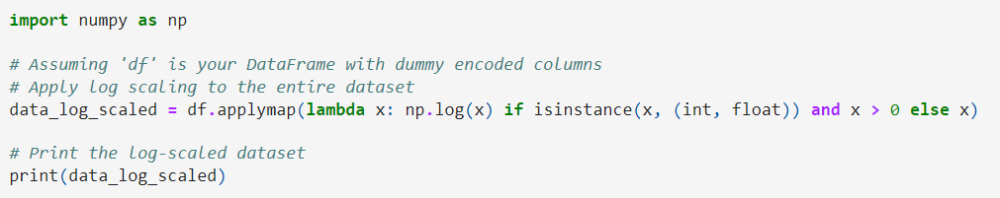 import numpy as np
# Assuming 'df' is your DataFrame with dummy encoded columns
# Apply log scaling to the entire dataset
data_log_scaled = df.applymap(lambda x: np.log(x) if isinstance(x, (int, float)) and x > 0 else x)
# Print the log-scaled dataset
print(data_log_scaled)